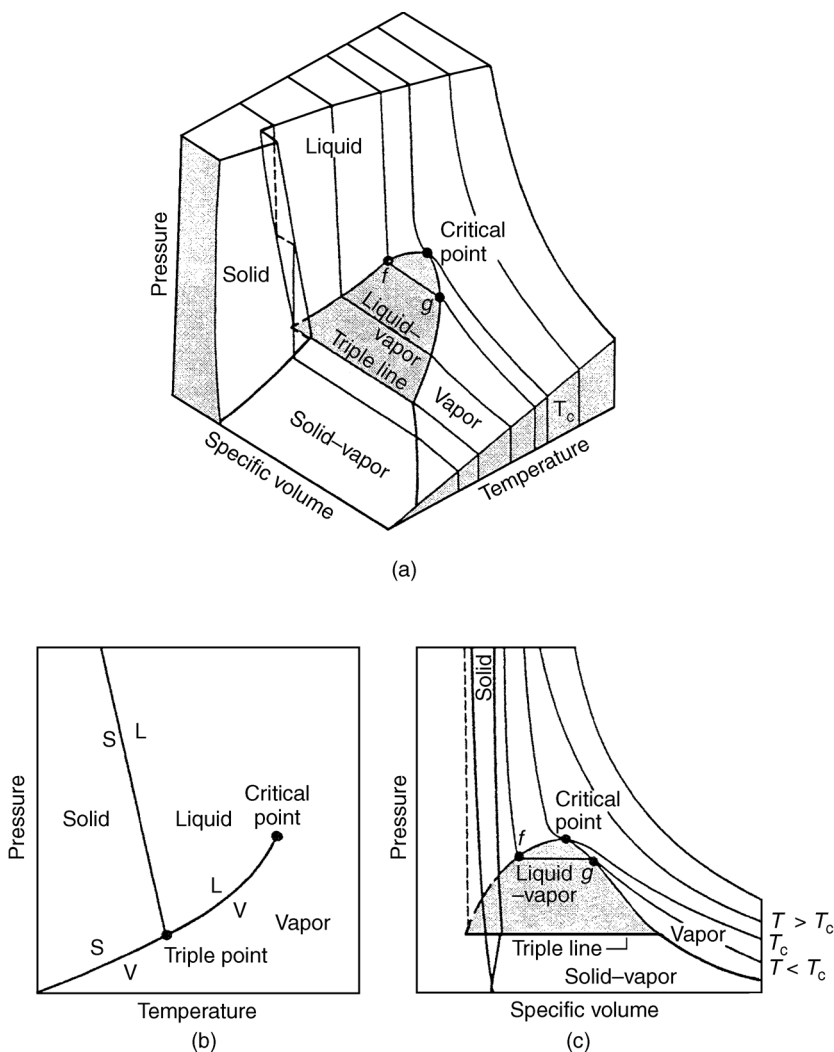 Pressure
Solid
Liquid
Critical
point
f
g
Liquid–
vapor
Triple line
Vapor
Solid–vapor
T_c
Specific volume
Temperature
(a)
Pressure
S L
Solid
Liquid
Critical
point
L
V
Vapor
S
V
Triple point
Temperature
(b)
Pressure
Solid
Critical
point
f
g
Liquid
–vapor
Vapor
Triple line
Solid–vapor
T > T_c
T_c
T < T_c
Specific volume
(c)